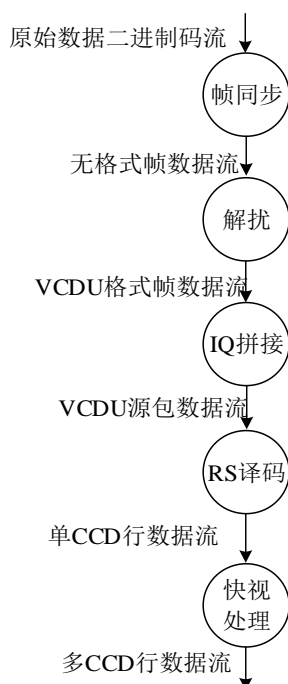 原始数据二进制码流
帧同步
无格式帧数据流
解扰
VCDU格式帧数据流
IQ拼接
VCDU源包数据流
RS译码
单CCD行数据流
快视
处理
多CCD行数据流